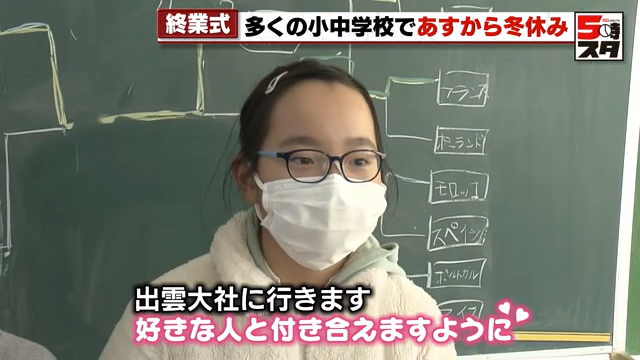 終業式 多くの小中学校であすから冬休み
5時スタ
フランス
ポーランド
モロッコ
スペイン
ポルトガル
スイス
出雲大社に行きます
好きな人と付き合えますように